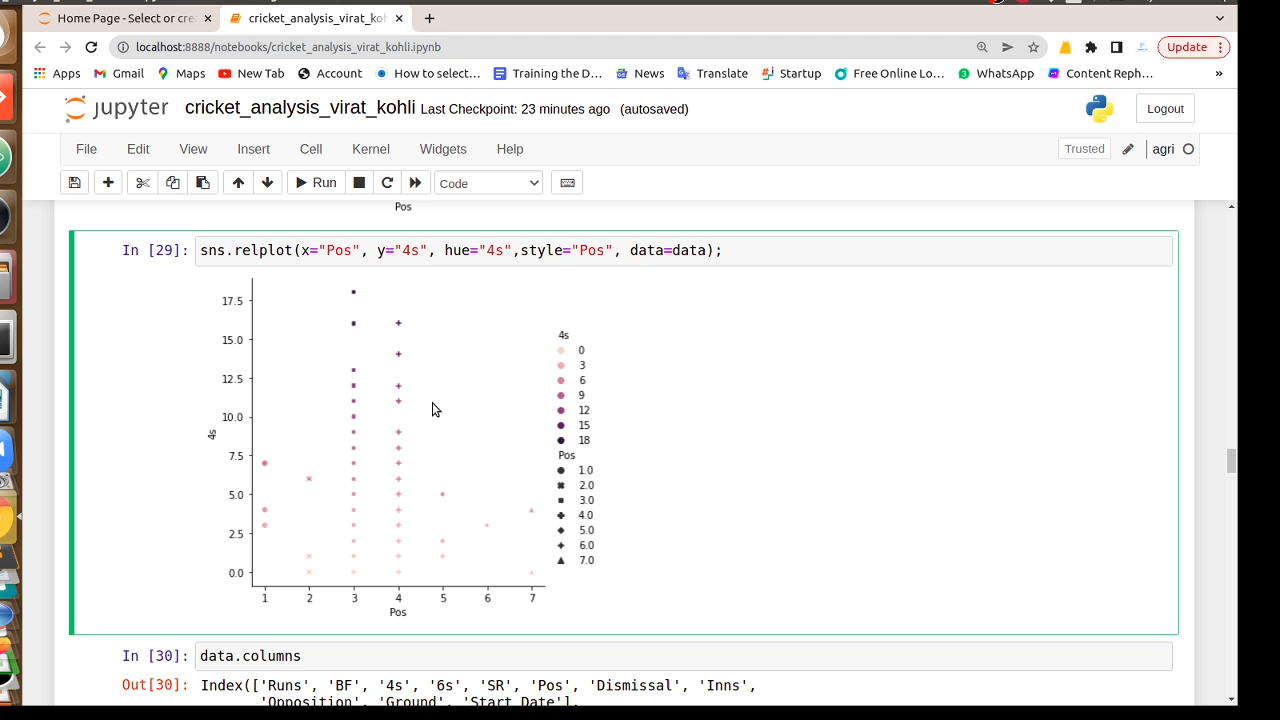 Home Page - Select or cre
cricket_analysis_virat_kohl
localhost:8888/notebooks/cricket_analysis_virat_kohli.ipynb
Update
Apps Gmail Maps New Tab Account How to select... Training the D... News Translate Startup Free Online Lo... WhatsApp Content Reph... »
jupyter cricket_analysis_virat_kohli Last Checkpoint: 23 minutes ago (autosaved)
Logout
File Edit View Insert Cell Kernel Widgets Help
Trusted agri
Run Code
Pos
In [29]: sns.relplot(x="Pos", y="4s", hue="4s",style="Pos", data=data);
17.5
15.0
12.5
10.0
7.5
5.0
2.5
0.0
4s
1 2 3 4 5 6 7
Pos
4s
0
3
6
9
12
15
18
Pos
1.0
2.0
3.0
4.0
5.0
6.0
7.0
In [30]: data.columns
Out[30]: Index(['Runs', 'BF', '4s', '6s', 'SR', 'Pos', 'Dismissal', 'Inns',
'Opposition', 'Ground', 'Start Date'],